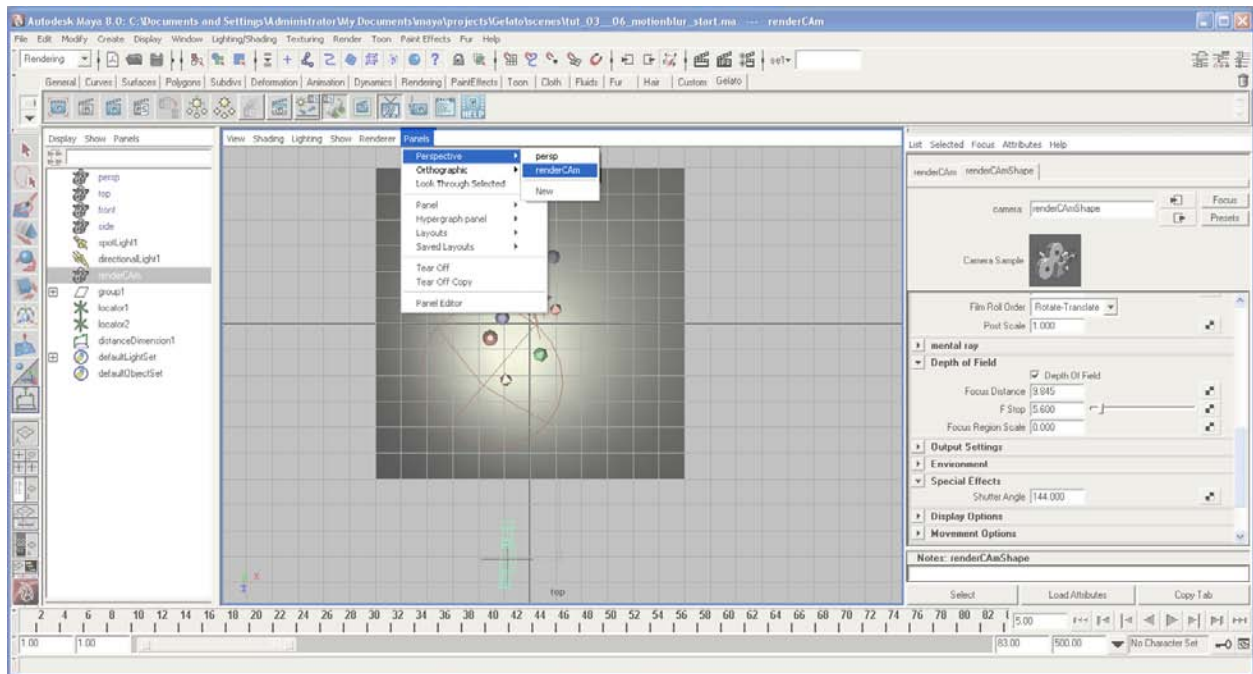 Autodesk Maya 8.0: C:\Documents and Settings\Administrator\My Documents\maya\projects\Gelato\scenes\tut_03__06_motionblur_start.ma --- renderCAm
File Edit Modify Create Display Window Lighting/Shading Texturing Render Toon Paint Effects Fur Help
Rendering
sel+
General Curves Surfaces Polygons Subdivs Deformation Animation Dynamics Rendering PaintEffects Toon Cloth Fluids Fur Hair Custom Gelato
Display Show Panels
persp
top
front
side
spotLight1
directionalLight1
renderCAm
group1
locator1
locator2
distanceDimension1
defaultLightSet
defaultObjectSet
View Shading Lighting Show Renderer Panels
Perspective
Orthographic
Look Through Selected
Panel
Hypergraph panel
Layouts
Saved Layouts
Tear Off
Tear Off Copy
Panel Editor
persp
renderCAm
New
top
List Selected Focus Attributes Help
renderCAm renderCAmShape
camera: renderCAmShape
Focus
Presets
Camera Sample
Film Roll Order Rotate-Translate
Post Scale 1.000
mental ray
Depth of Field
Depth Of Field
Focus Distance 9.845
F Stop 5.600
Focus Region Scale 0.000
Output Settings
Environment
Special Effects
Shutter Angle 144.000
Display Options
Movement Options
Notes: renderCAmShape
Select Load Attributes Copy Tab
2 4 6 8 10 12 14 16 18 20 22 24 26 28 30 32 34 36 38 40 42 44 46 48 50 52 54 56 58 60 62 64 66 68 70 72 74 76 78 80 82
5.00
1.00 1.00 83.00 500.00 No Character Set